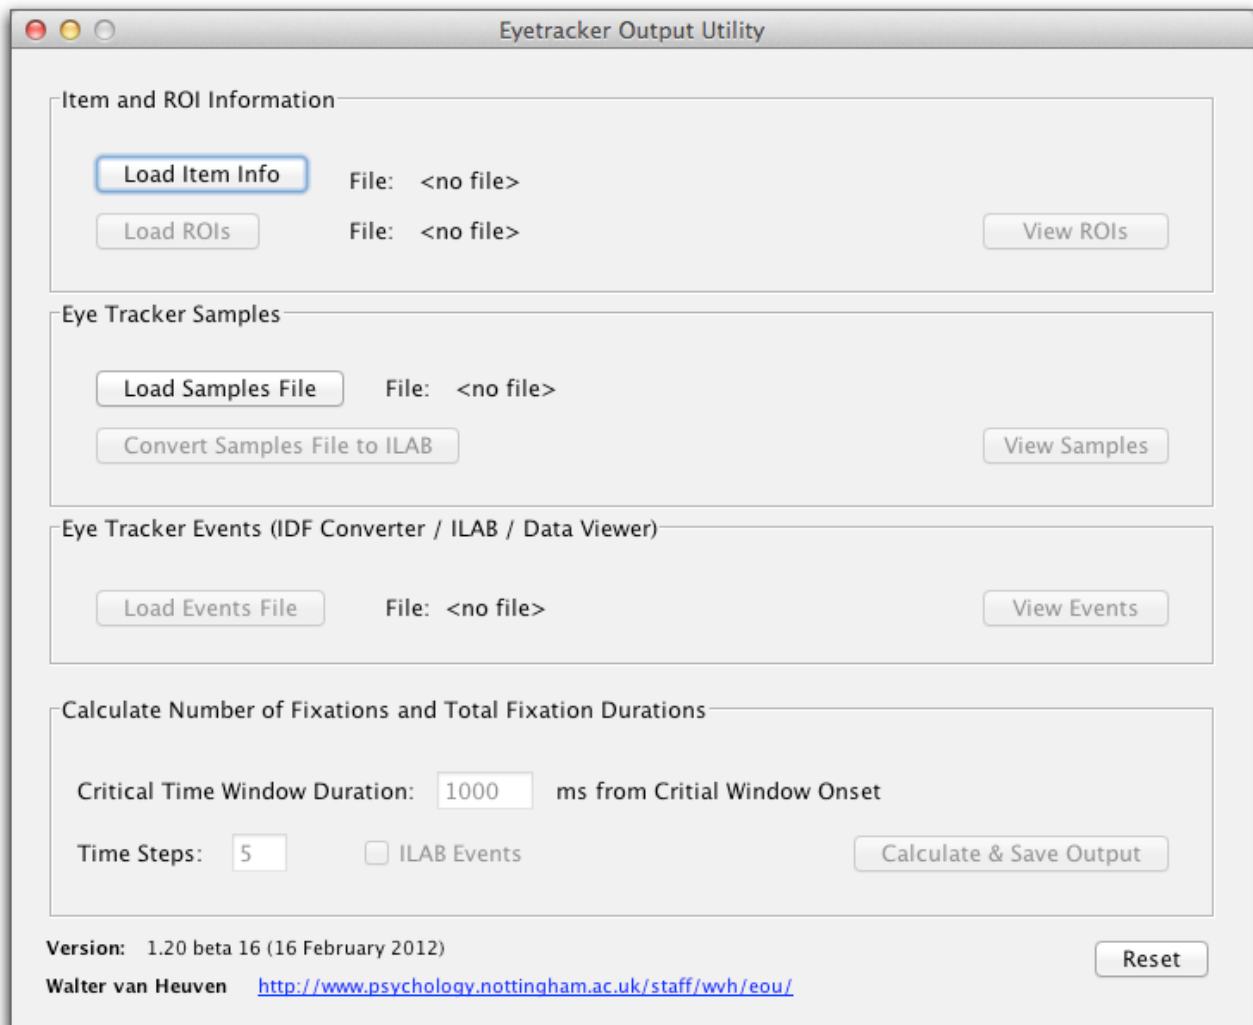 Eyetracker Output Utility
Item and ROI Information
Load Item Info File: <no file>
Load ROIs File: <no file> View ROIs
Eye Tracker Samples
Load Samples File File: <no file>
Convert Samples File to ILAB View Samples
Eye Tracker Events (IDF Converter / ILAB / Data Viewer)
Load Events File File: <no file> View Events
Calculate Number of Fixations and Total Fixation Durations
Critical Time Window Duration: 1000 ms from Critial Window Onset
Time Steps: 5 ILAB Events Calculate & Save Output
Version: 1.20 beta 16 (16 February 2012)
Reset
Walter van Heuven http://www.psychology.nottingham.ac.uk/staff/wvh/eou/